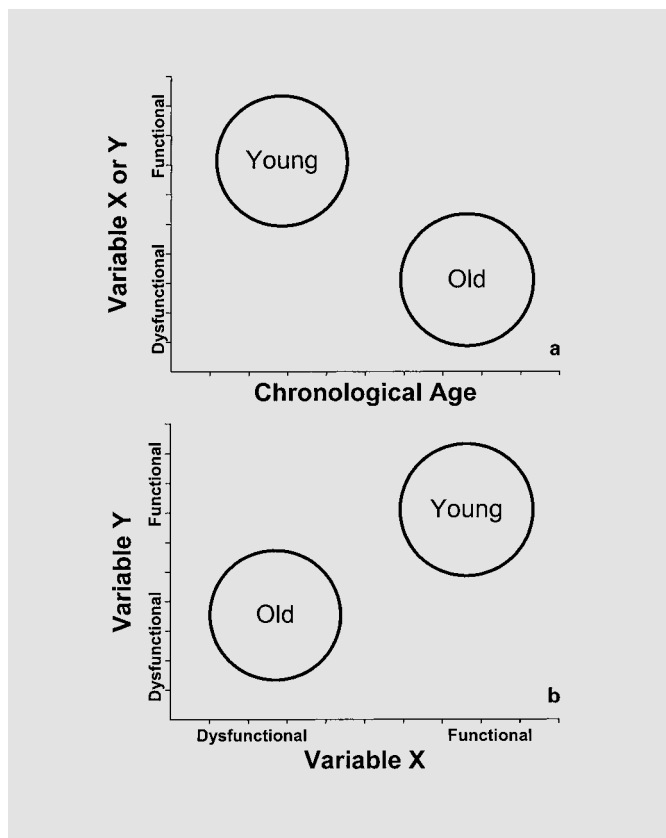 Variable X or Y
Functional
Dysfunctional
Young
Old
a
Chronological Age
Variable Y
Functional
Dysfunctional
Young
Old
b
Dysfunctional
Functional
Variable X